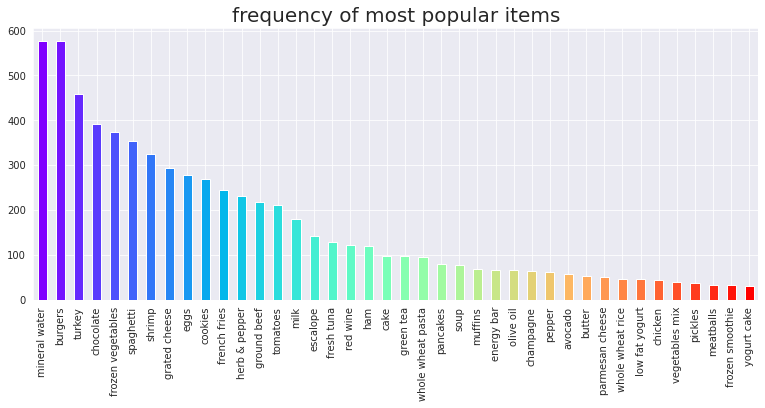 frequency of most popular items
600
500
400
300
200
100
0
mineral water
burgers
turkey
chocolate
frozen vegetables
spaghetti
shrimp
grated cheese
eggs
cookies
french fries
herb & pepper
ground beef
tomatoes
milk
escalope
fresh tuna
red wine
ham
cake
green tea
whole wheat pasta
pancakes
soup
muffins
energy bar
olive oil
champagne
pepper
avocado
butter
parmesan cheese
whole wheat rice
low fat yogurt
chicken
vegetables mix
pickles
meatballs
frozen smoothie
yogurt cake